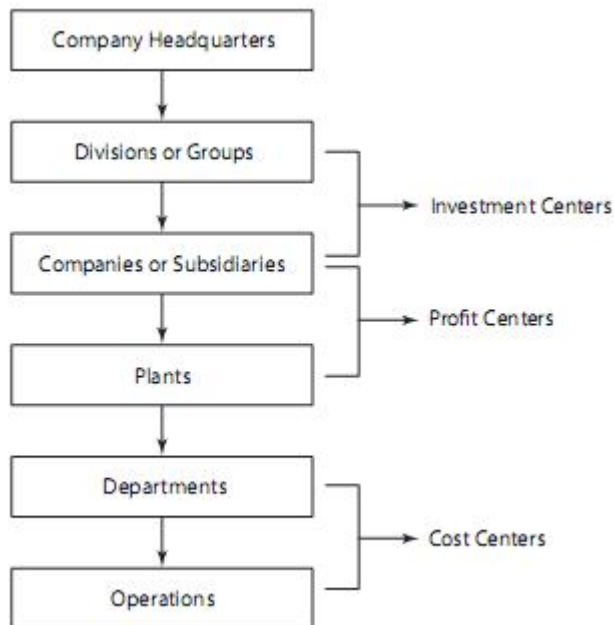 Company Headquarters
Divisions or Groups
Investment Centers
Companies or Subsidiaries
Profit Centers
Plants
Departments
Cost Centers
Operations